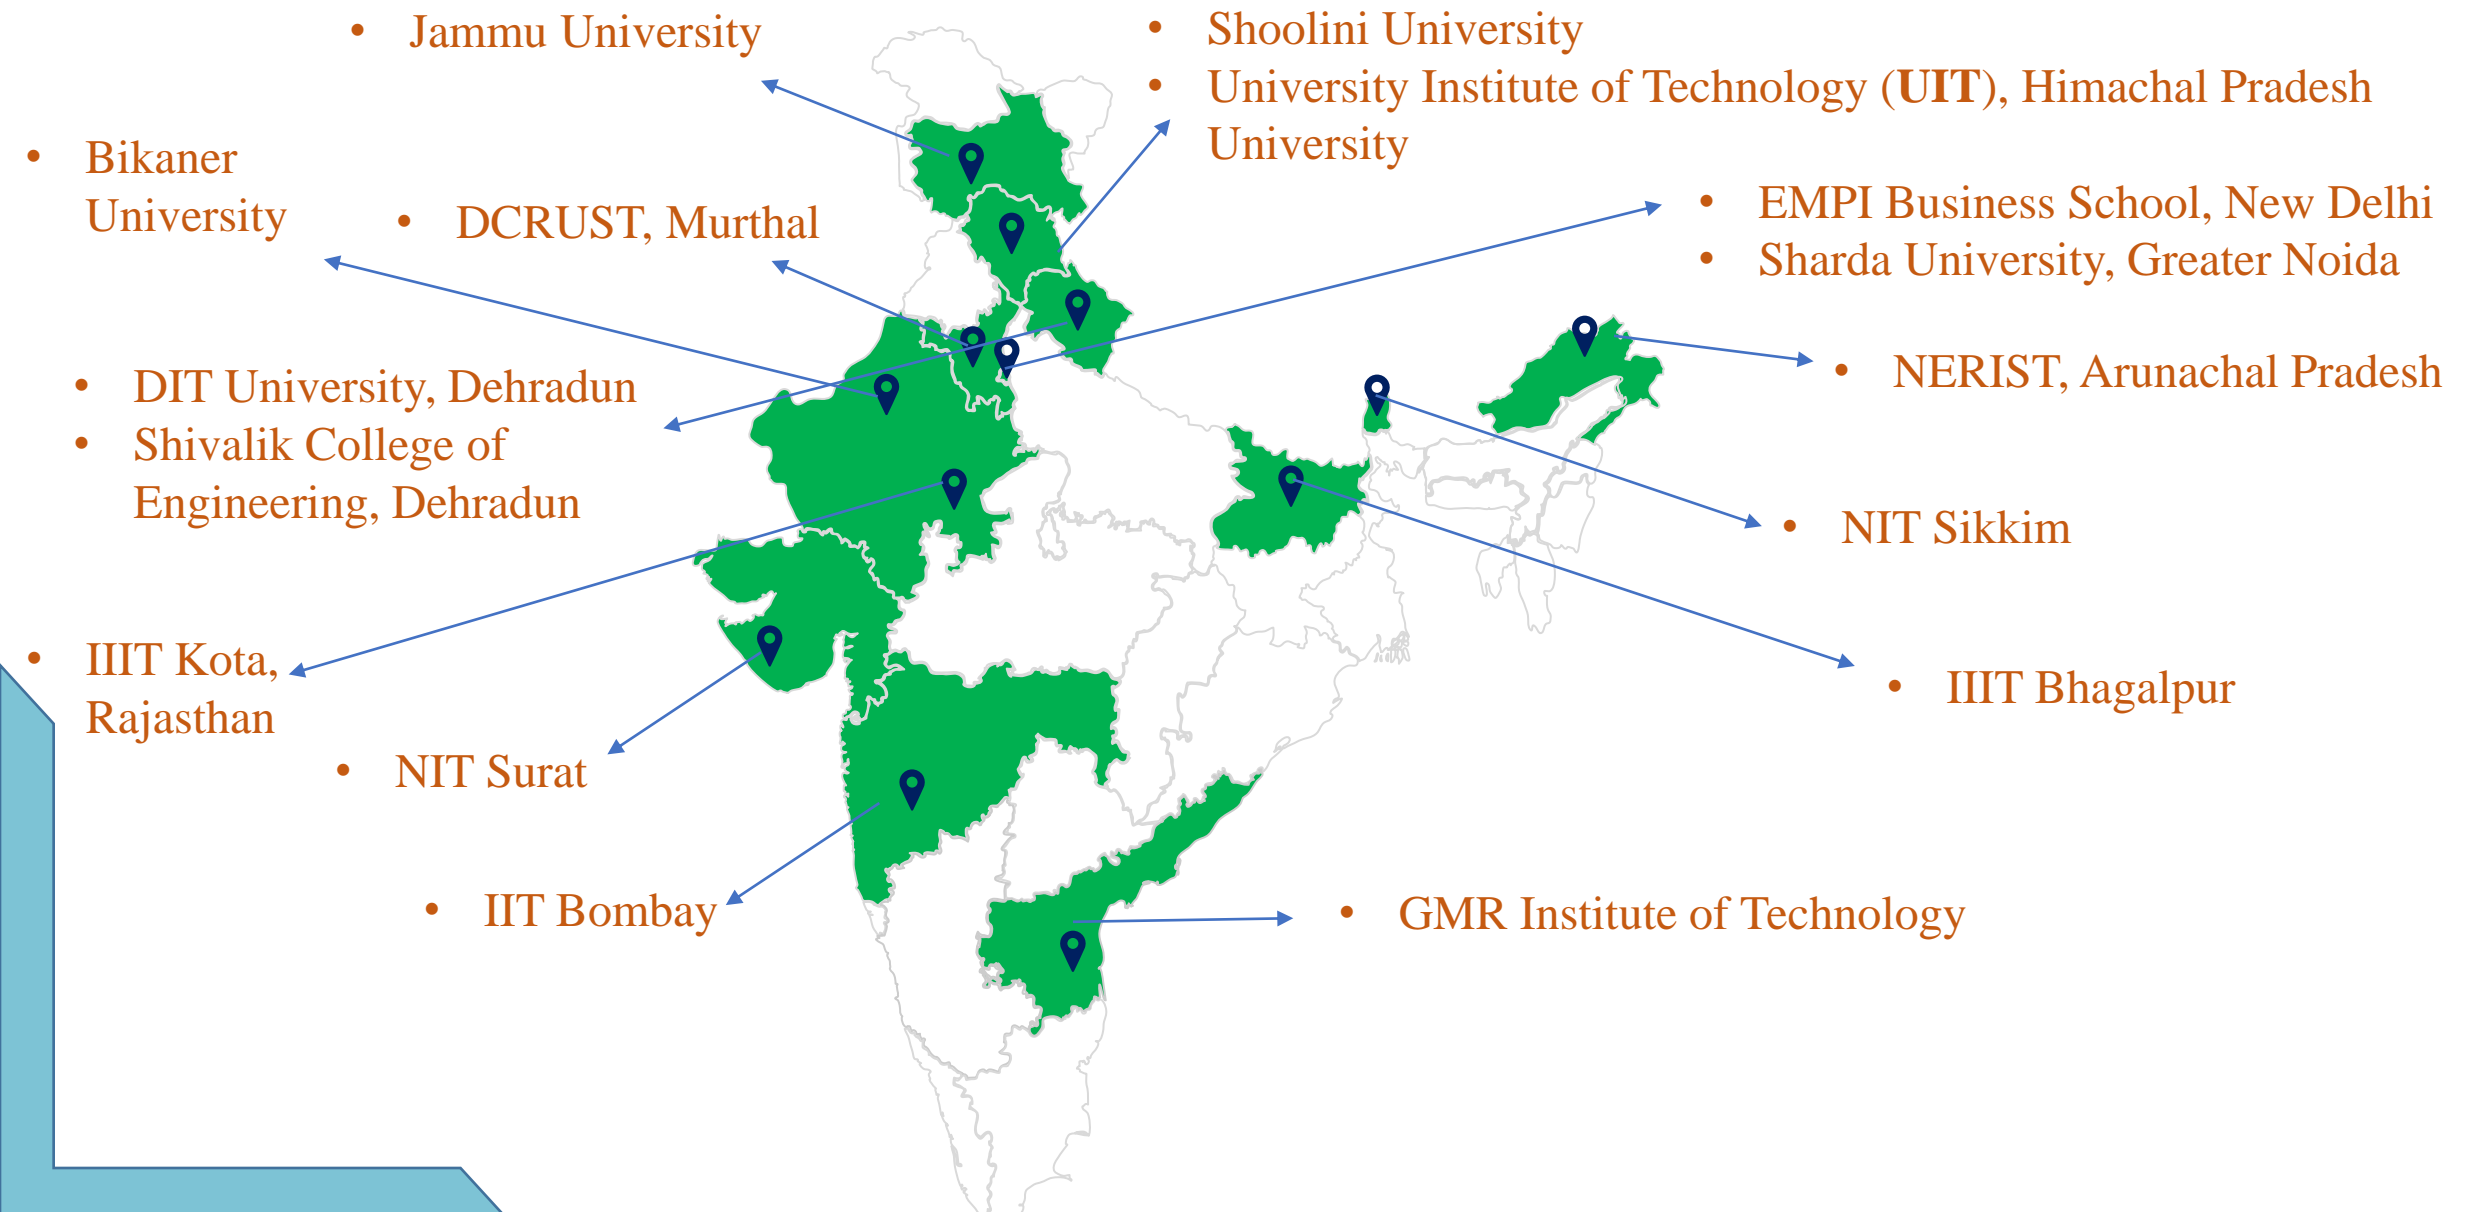 • Jammu University
• Shoolini University
• University Institute of Technology (UIT), Himachal Pradesh
University
• Bikaner
University
• DCRUST, Murthal
• EMPI Business School, New Delhi
• Sharda University, Greater Noida
• DIT University, Dehradun
• Shivalik College of
Engineering, Dehradun
• NERIST, Arunachal Pradesh
• NIT Sikkim
• IIIT Kota,
Rajasthan
• IIIT Bhagalpur
• NIT Surat
• IIT Bombay
• GMR Institute of Technology